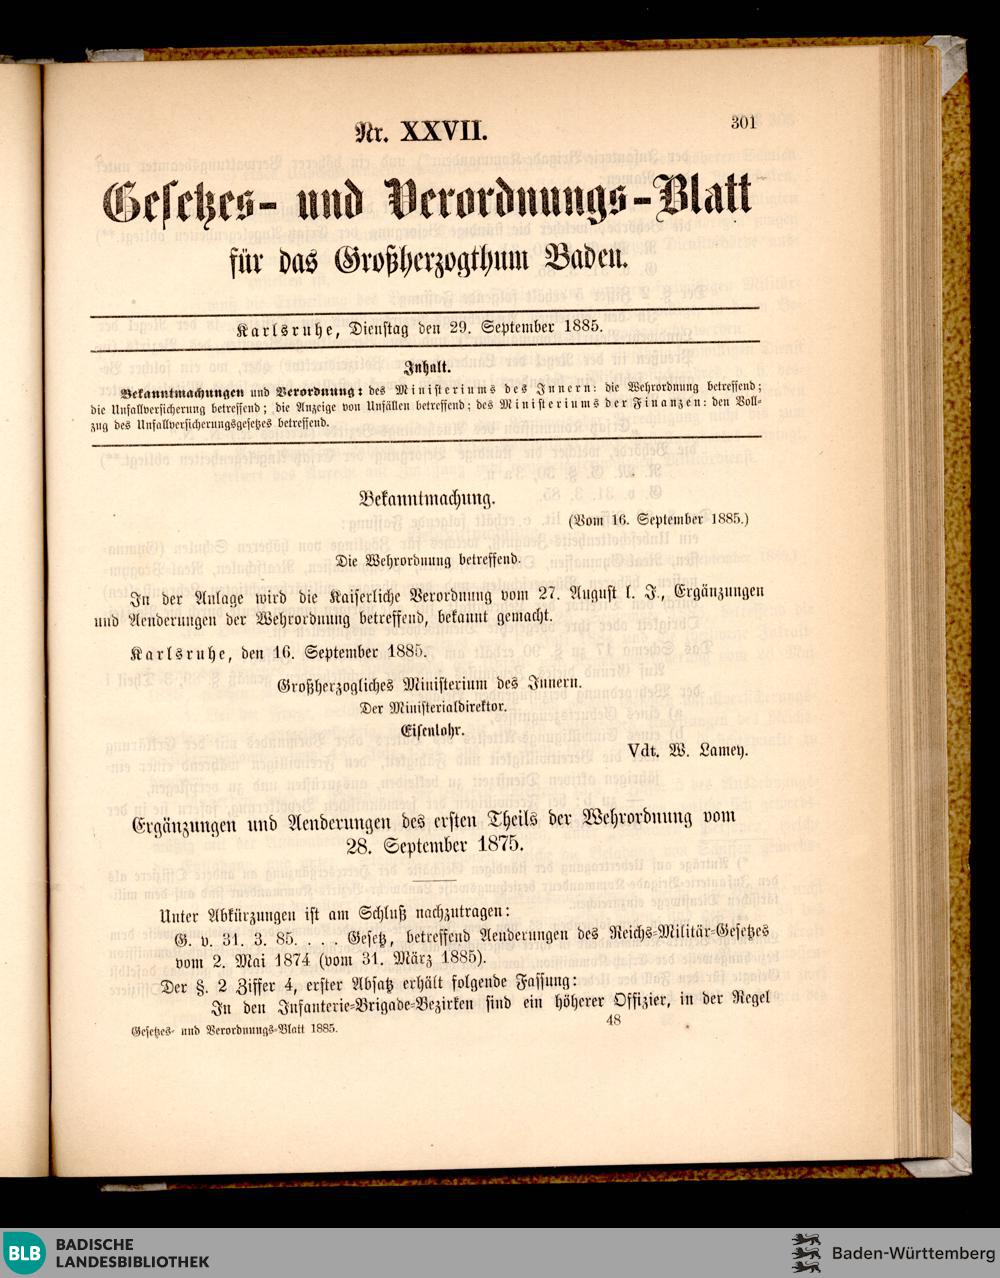 Nr. XXVII.
301
Gesetzes- und Verordnungs-Blatt
für das Großherzogthum Baden.
Karlsruhe, Dienstag den 29. September 1885.
Inhalt.
Bekanntmachungen und Verordnung: des Ministeriums des Innern: die Wehrordnung betreffend;
die Unfallversicherung betreffend; die Anzeige von Unfällen betreffend; des Ministeriums der Finanzen: den Voll-
zug des Unfallversicherungsgesetzes betreffend.
Bekanntmachung.
(Vom 16. September 1885.)
Die Wehrordnung betreffend.
In der Anlage wird die Kaiserliche Verordnung vom 27. August l. J., Ergänzungen
und Aenderungen der Wehrordnung betreffend, bekannt gemacht.
Karlsruhe, den 16. September 1885.
Großherzogliches Ministerium des Innern.
Der Ministerialdirektor.
Eisenlohr.
Vdt. W. Lamey.
Ergänzungen und Aenderungen des ersten Theils der Wehrordnung vom
28. September 1875.
Unter Abkürzungen ist am Schluß nachzutragen:
G. v. 31. 3. 85. . . . Gesetz, betreffend Aenderungen des Reichs-Militär-Gesetzes
vom 2. Mai 1874 (vom 31. März 1885).
Der §. 2 Ziffer 4, erster Absatz erhält folgende Fassung:
In den Infanterie-Brigade-Bezirken sind ein höherer Offizier, in der Regel
Gesetzes- und Verordnungs-Blatt 1885.
48
BLB BADISCHE
LANDESBIBLIOTHEK
Baden-Württemberg